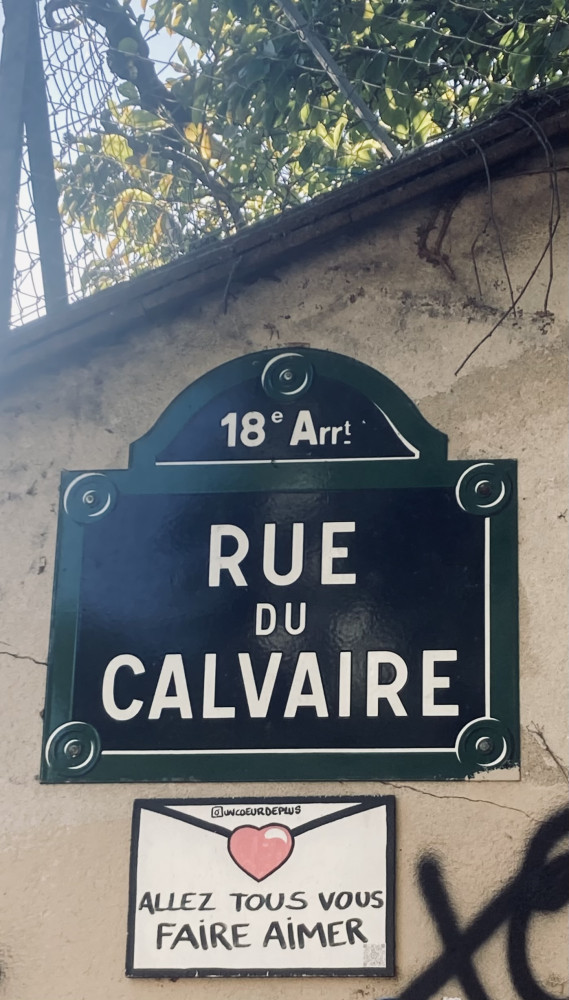 18e Arrt
RUE
DU
CALVAIRE
@UNCOEURDEPLUS
ALLEZ TOUS VOUS
FAIRE AIMER